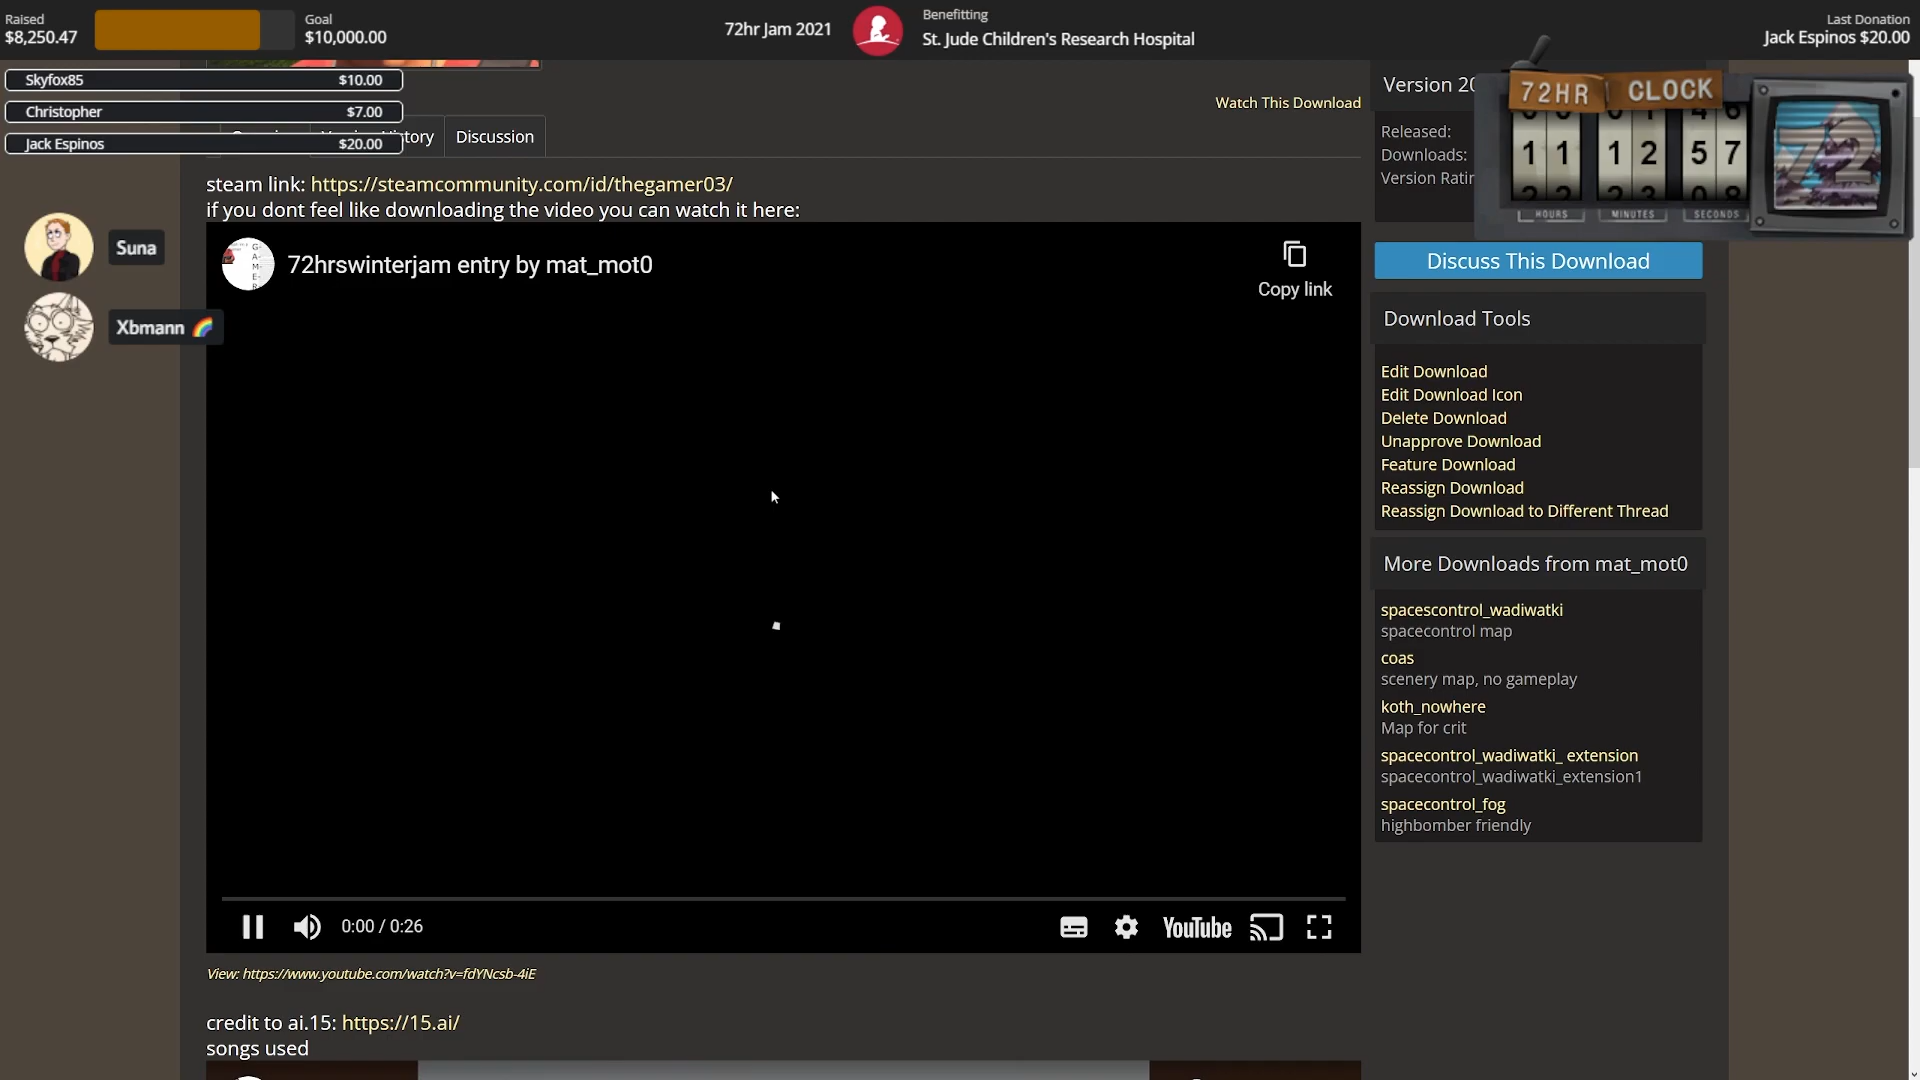 Raised
$8,250.47
Goal
$10,000.00
72hr Jam 2021
Benefitting
St. Jude Children's Research Hospital
Last Donation
Jack Espinos $20.00
Skyfox85 $10.00
Christopher $7.00
Jack Espinos $20.00
Discussion
Watch This Download
Version 20
Released:
Downloads:
72HR CLOCK
11 12 57
HOURS MINUTES SECONDS
72
steam link: https://steamcommunity.com/id/thegamer03/
if you dont feel like downloading the video you can watch it here:
Suna
Xbmann
72hrswinterjam entry by mat_mot0
Copy link
Discuss This Download
Download Tools
Edit Download
Edit Download Icon
Delete Download
Unapprove Download
Feature Download
Reassign Download
Reassign Download to Different Thread
More Downloads from mat_mot0
spacescontrol_wadiwatki
spacecontrol map
coas
scenery map, no gameplay
koth_nowhere
Map for crit
spacecontrol_wadiwatki_ extension
spacecontrol_wadiwatki_extension1
spacecontrol_fog
highbomber friendly
0:00 / 0:26
YouTube
View: https://www.youtube.com/watch?v=fdYNcsb-4iE
credit to ai.15: https://15.ai/
songs used